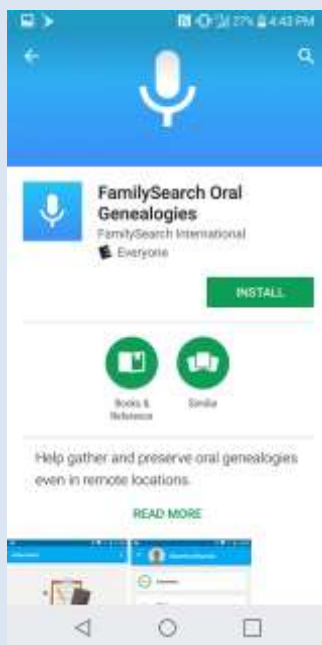 27% 4:43 PM
FamilySearch Oral
Genealogies
FamilySearch International
Everyone
INSTALL
Books &
Reference
Similar
Help gather and preserve oral genealogies
even in remote locations.
READ MORE